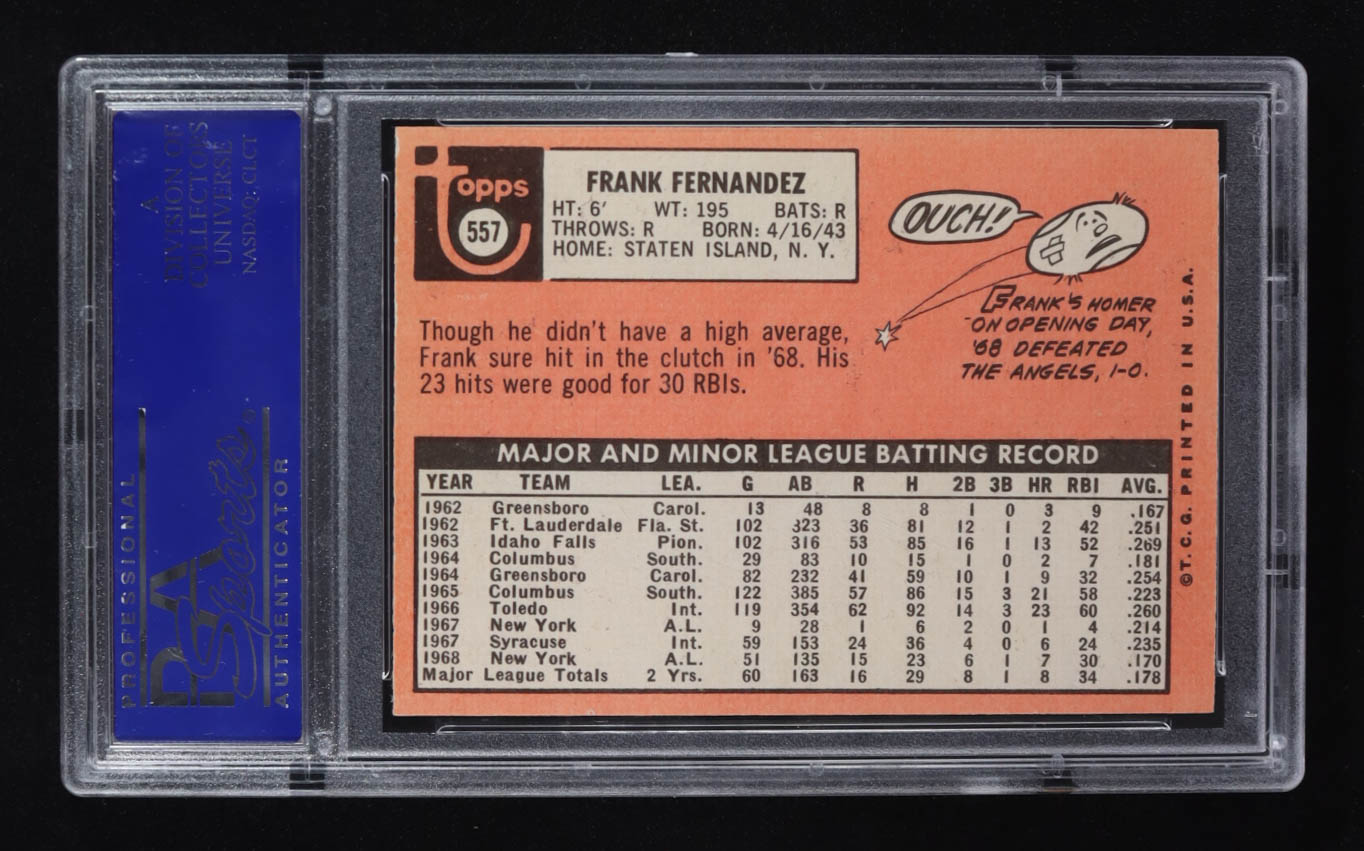 A
DIVISION OF
COLLECTORS
UNIVERSE
NASDAQ: CLCT
PROFESSIONAL
PSA
Sports
AUTHENTICATOR
Topps
557
FRANK FERNANDEZ
HT: 6' WT: 195 BATS: R
THROWS: R BORN: 4/16/43
HOME: STATEN ISLAND, N. Y.
OUCH!
FRANK'S HOMER
ON OPENING DAY,
'68 DEFEATED
THE ANGELS, 1-0.
Though he didn't have a high average,
Frank sure hit in the clutch in '68. His
23 hits were good for 30 RBIs.
MAJOR AND MINOR LEAGUE BATTING RECORD
YEAR TEAM LEA. G AB R H 2B 3B HR RBI AVG.
1962 Greensboro Carol. 13 48 8 8 1 0 3 9 .167
1962 Ft. Lauderdale Fla. St. 102 323 36 81 12 1 2 42 .251
1963 Idaho Falls Pion. 102 316 53 85 16 1 13 52 .269
1964 Columbus South. 29 83 10 15 1 0 2 7 .181
1964 Greensboro Carol. 82 232 41 59 10 1 9 32 .254
1965 Columbus South. 122 385 57 86 15 3 21 58 .223
1966 Toledo Int. 119 354 62 92 14 3 23 60 .260
1967 New York A.L. 9 28 1 6 2 0 1 4 .214
1967 Syracuse Int. 59 153 24 36 4 0 6 24 .235
1968 New York A.L. 51 135 15 23 6 1 7 30 .170
Major League Totals 2 Yrs. 60 163 16 29 8 1 8 34 .178
©T. C. G. PRINTED IN U.S.A.